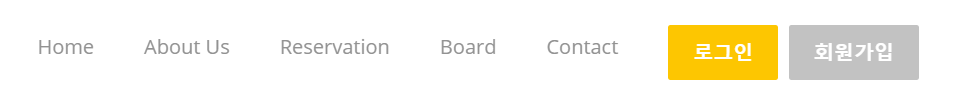 Home About Us Reservation Board Contact 로그인 회원가입